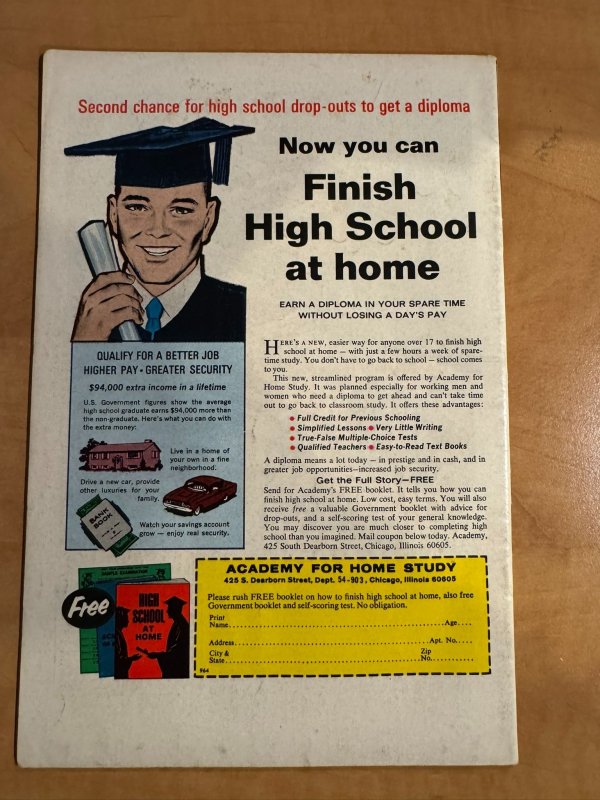 Second chance for high school drop-outs to get a diploma
Now you can
Finish
High School
at home
EARN A DIPLOMA IN YOUR SPARE TIME
WITHOUT LOSING A DAY'S PAY
QUALIFY FOR A BETTER JOB
HIGHER PAY - GREATER SECURITY
$94,000 extra income in a lifetime
U.S. Government figures show the average
high school graduate earns $94,000 more than
the non-graduate. Here's what you can do with
the extra money:
Live in a home of
your own in a fine
neighborhood.
Drive a new car, provide
other luxuries for your
family.
BANK
BOOK
Watch your savings account
grow — enjoy real security.
HERE'S A NEW, easier way for anyone over 17 to finish high
school at home — with just a few hours a week of spare-
time study. You don't have to go back to school — school comes
to you.
This new, streamlined program is offered by Academy for
Home Study. It was planned especially for working men and
women who need a diploma to get ahead and can't take time
out to go back to classroom study. It offers these advantages:
● Full Credit for Previous Schooling
● Simplified Lessons ● Very Little Writing
● True-False Multiple-Choice Tests
● Qualified Teachers ● Easy-to-Read Text Books
A diploma means a lot today — in prestige and in cash, and in
greater job opportunities—increased job security.
Get the Full Story—FREE
Send for Academy's FREE booklet. It tells you how you can
finish high school at home. Low cost, easy terms. You will also
receive free a valuable Government booklet with advice for
drop-outs, and a self-scoring test of your general knowledge.
You may discover you are much closer to completing high
school than you imagined. Mail coupon below today. Academy,
425 South Dearborn Street, Chicago, Illinois 60605.
SAMPLE EXAMINATION
Free
HIGH
SCHOOL
AT
HOME
ACADEMY FOR HOME STUDY
425 S. Dearborn Street, Dept. 54-903, Chicago, Illinois 60605
Please rush FREE booklet on how to finish high school at home, also free
Government booklet and self-scoring test. No obligation.
Print
Name Age
Address Apt. No.
City & Zip
State No.
964